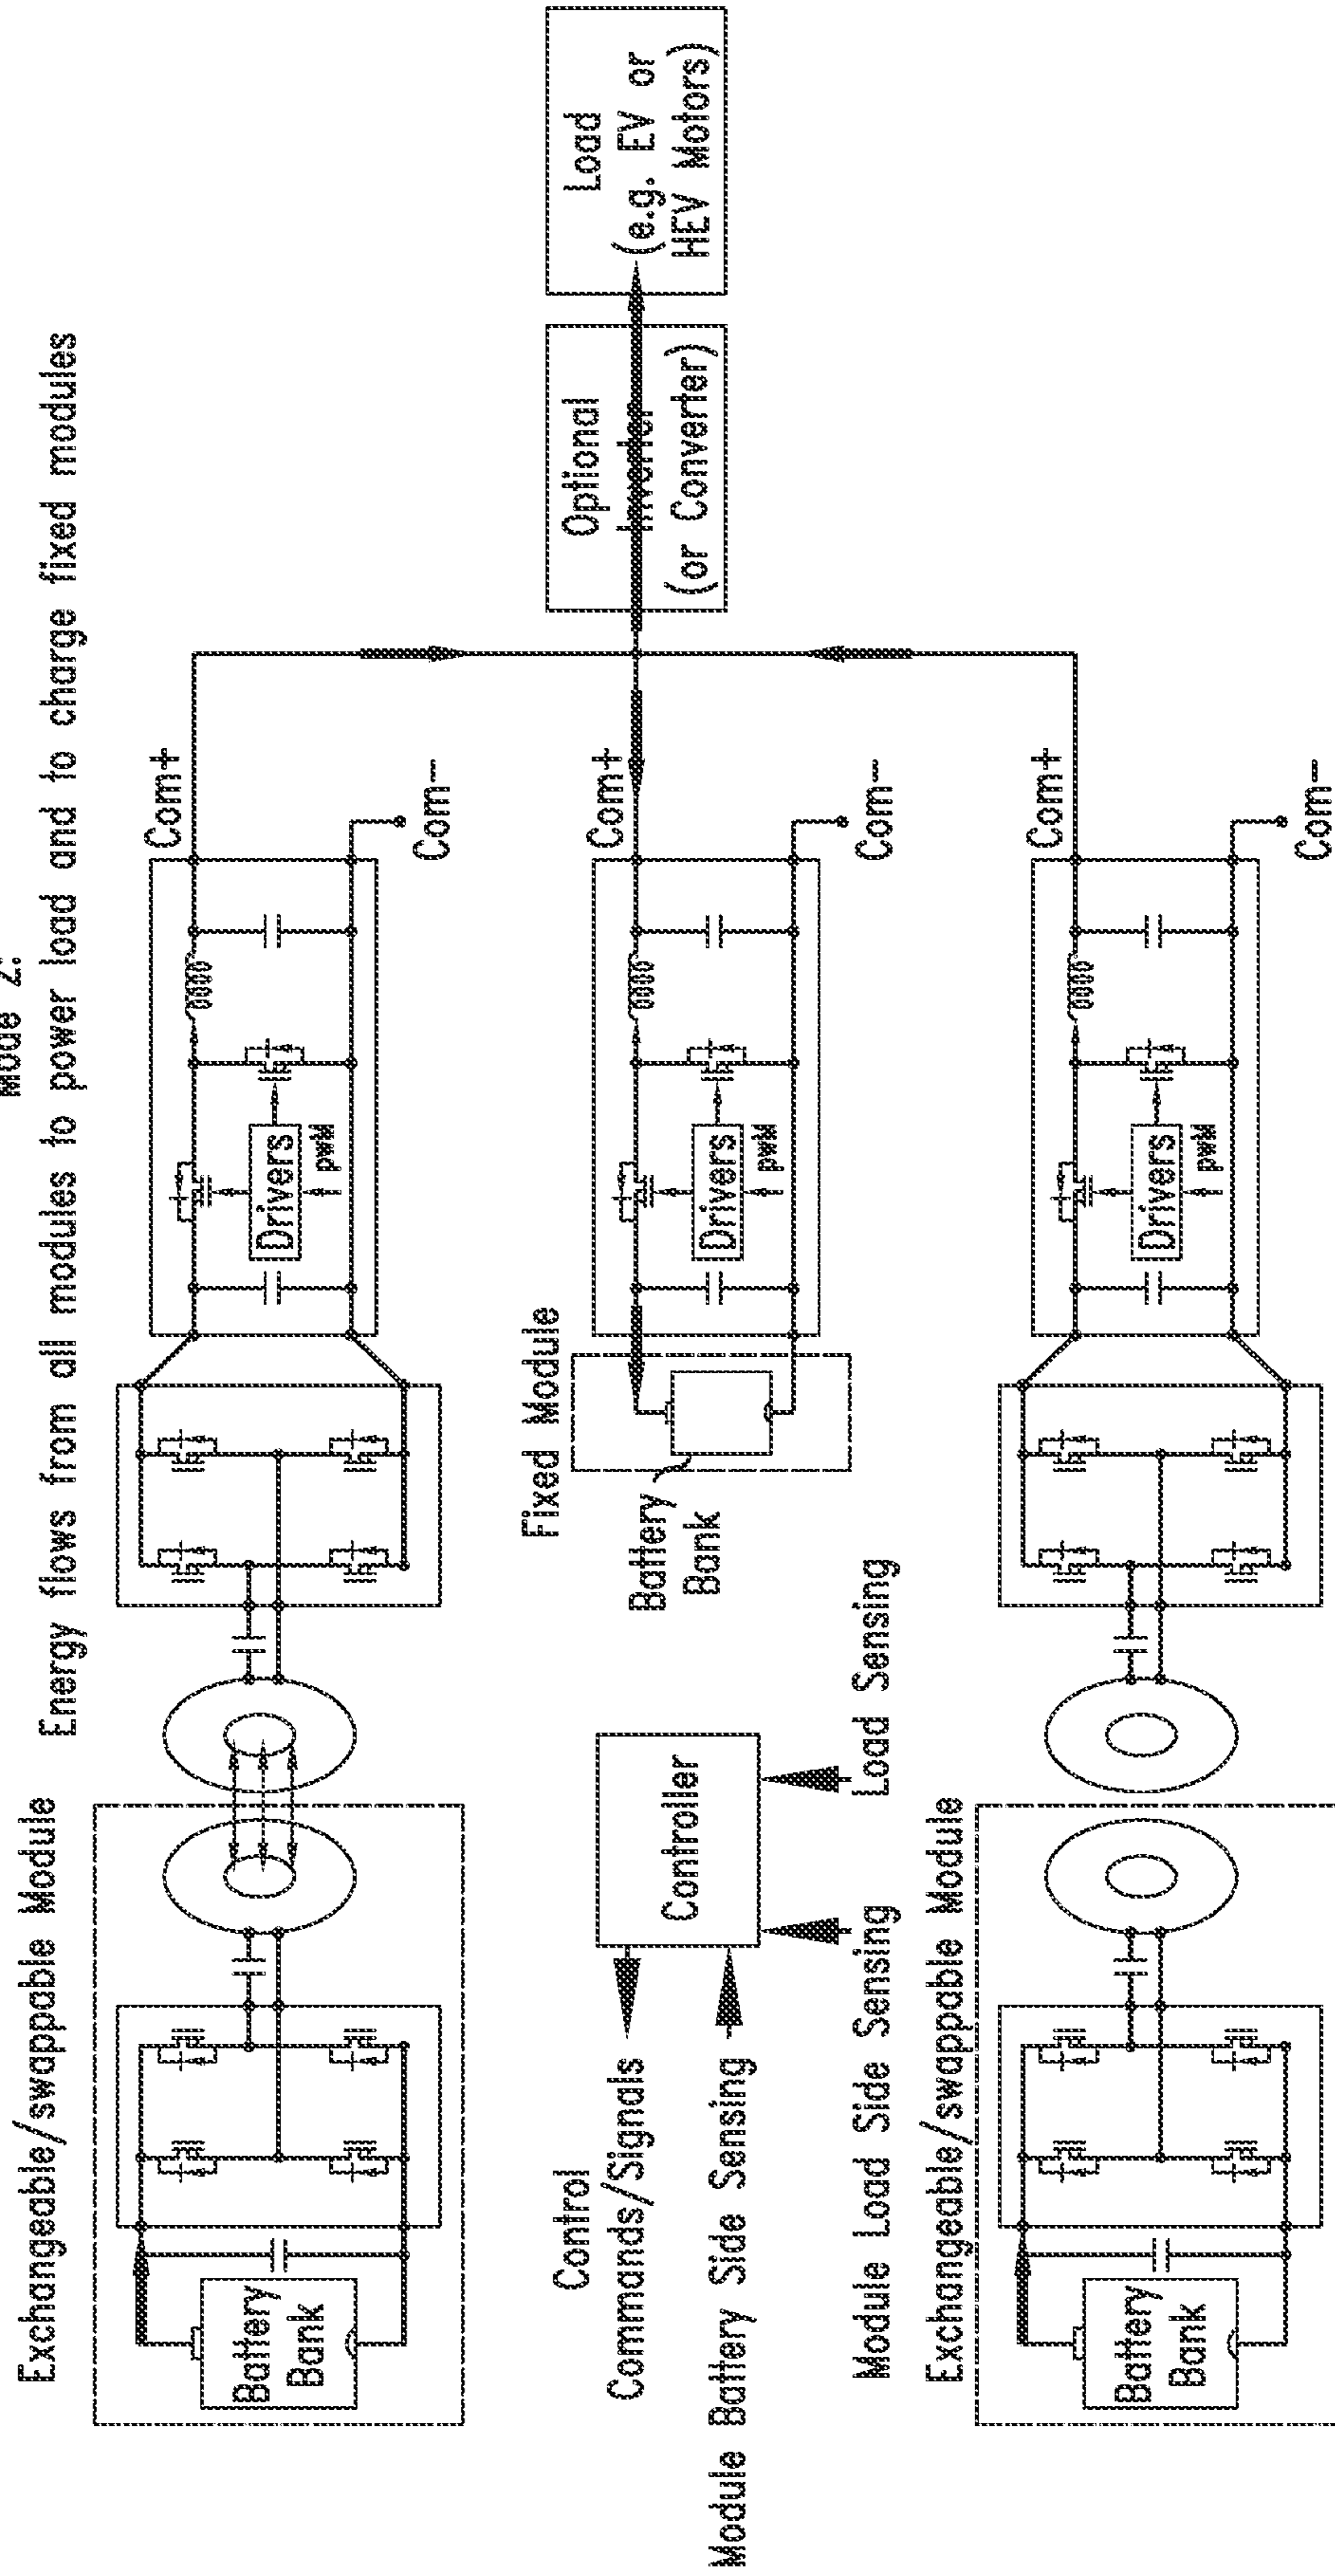 Mode 2:
Energy flows from all modules to power load and to charge fixed modules
Exchangeable/swappable Module
Battery
Bank
Drivers
pwM
Com+
Com-
Fixed Module
Battery
Bank
Drivers
pwM
Com+
Com-
Optional
Inverter
(or Converter)
Load
(e.g. EV or
HEV Motors)
Control
Commands/Signals
Controller
Module Battery Side Sensing
Module Load Side Sensing
Load Sensing
Exchangeable/swappable Module
Battery
Bank
Drivers
pwM
Com+
Com-